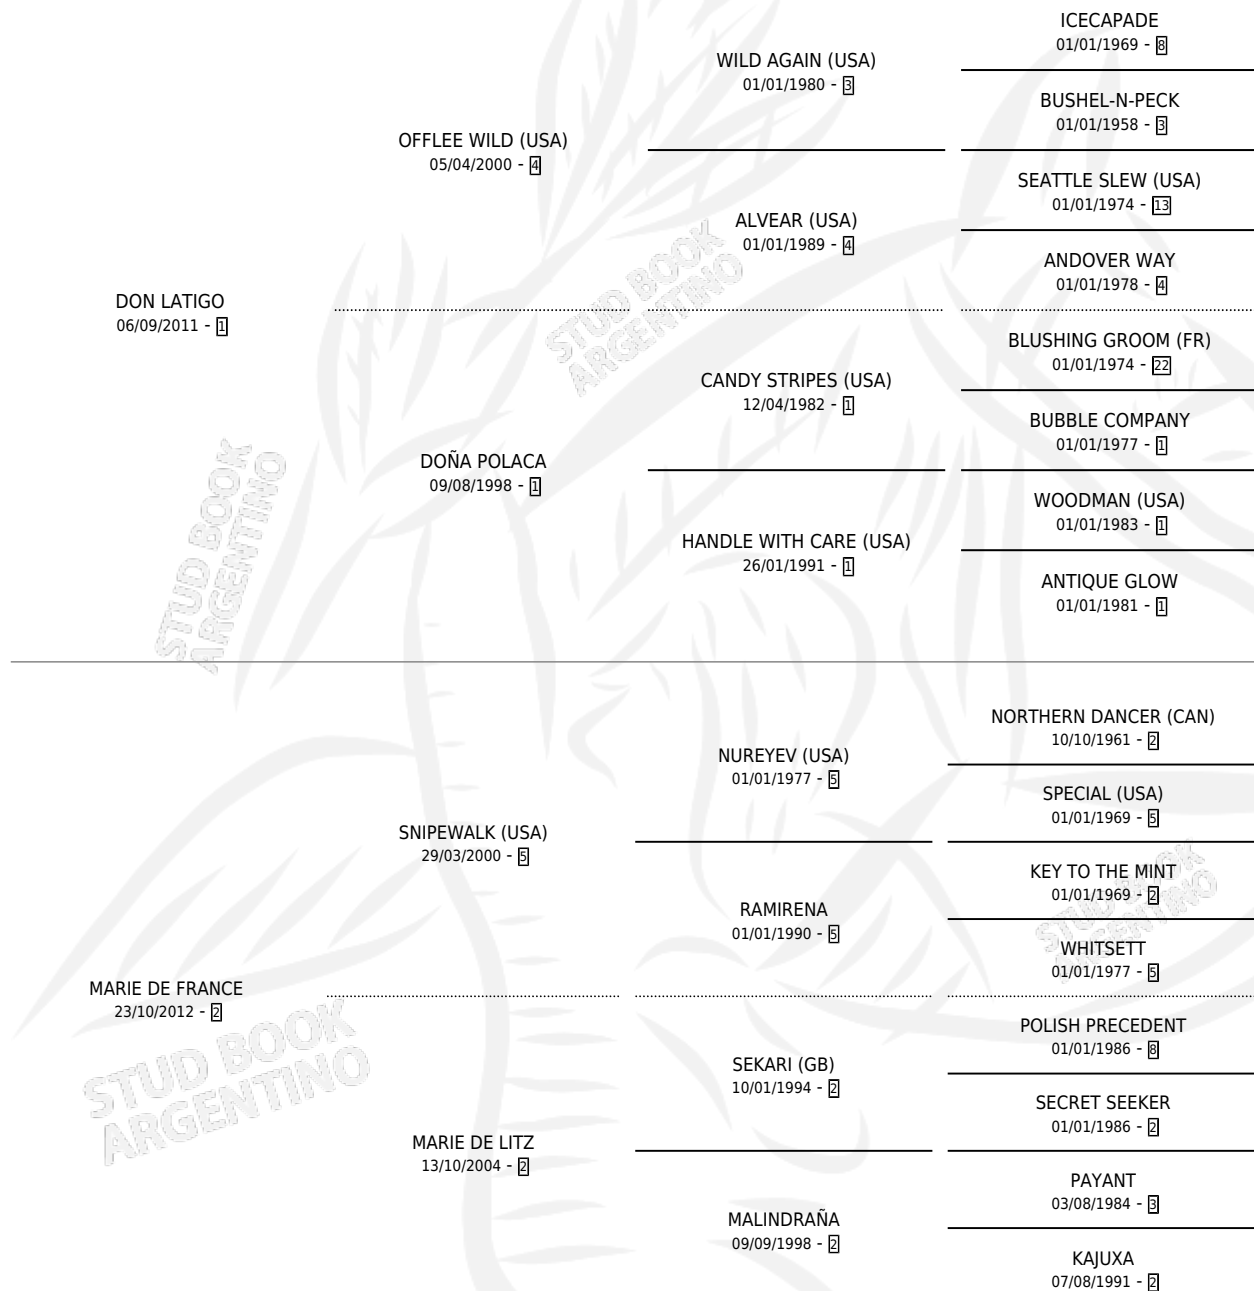 ICECAPADE
01/01/1969 - 8
WILD AGAIN (USA)
01/01/1980 - 3
BUSHEL-N-PECK
01/01/1958 - 3
OFFLEE WILD (USA)
05/04/2000 - 4
SEATTLE SLEW (USA)
01/01/1974 - 13
ALVEAR (USA)
01/01/1989 - 4
ANDOVER WAY
01/01/1978 - 4
DON LATIGO
06/09/2011 - 1
BLUSHING GROOM (FR)
01/01/1974 - 22
CANDY STRIPES (USA)
12/04/1982 - 1
BUBBLE COMPANY
01/01/1977 - 1
DOÑA POLACA
09/08/1998 - 1
WOODMAN (USA)
01/01/1983 - 1
HANDLE WITH CARE (USA)
26/01/1991 - 1
ANTIQUE GLOW
01/01/1981 - 1
STUD BOOK
ARGENTINO
STUD BOOK
ARGENTINO
NORTHERN DANCER (CAN)
10/10/1961 - 2
NUREYEV (USA)
01/01/1977 - 5
SPECIAL (USA)
01/01/1969 - 5
SNIPEWALK (USA)
29/03/2000 - 5
KEY TO THE MINT
01/01/1969 - 2
RAMIRENA
01/01/1990 - 5
WHITSETT
01/01/1977 - 5
STUD BOOK
ARGENTINO
MARIE DE FRANCE
23/10/2012 - 2
POLISH PRECEDENT
01/01/1986 - 8
SEKARI (GB)
10/01/1994 - 2
SECRET SEEKER
01/01/1986 - 2
MARIE DE LITZ
13/10/2004 - 2
PAYANT
03/08/1984 - 3
MALINDRAÑA
09/09/1998 - 2
KAJUXA
07/08/1991 - 2
STUD BOOK
ARGENTINO